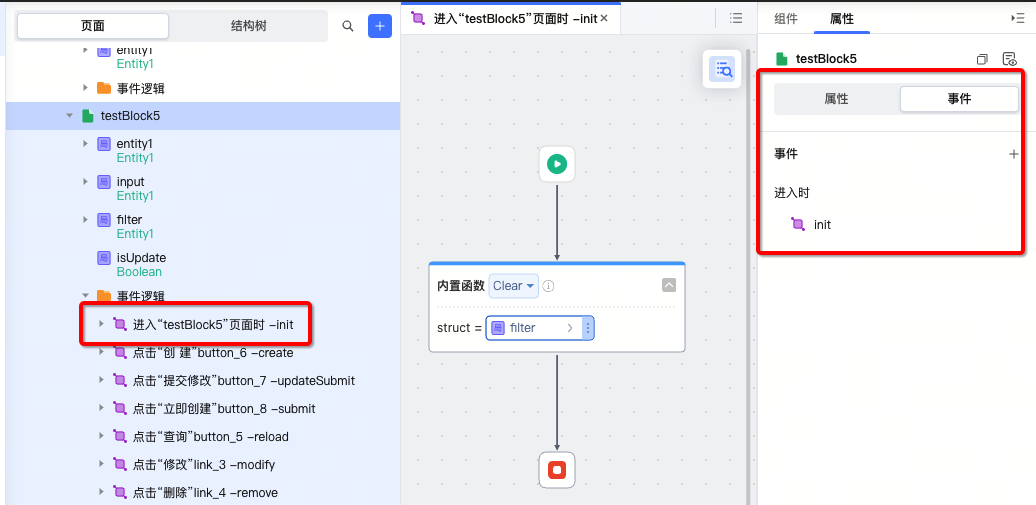 页面
结构树
entity1
Entity1
事件逻辑
testBlock5
entity1
Entity1
input
Entity1
filter
Entity1
isUpdate
Boolean
事件逻辑
进入“testBlock5”页面时 –init
点击“创 建”button_6 –create
点击“提交修改”button_7 –updateSubmit
点击“立即创建”button_8 –submit
点击“查询”button_5 –reload
点击“修改”link_3 –modify
点击“删除”link_4 –remove
进入“testBlock5”页面时 –init
内置函数 Clear
struct = 局 filter
组件
属性
testBlock5
属性
事件
事件
进入时
init